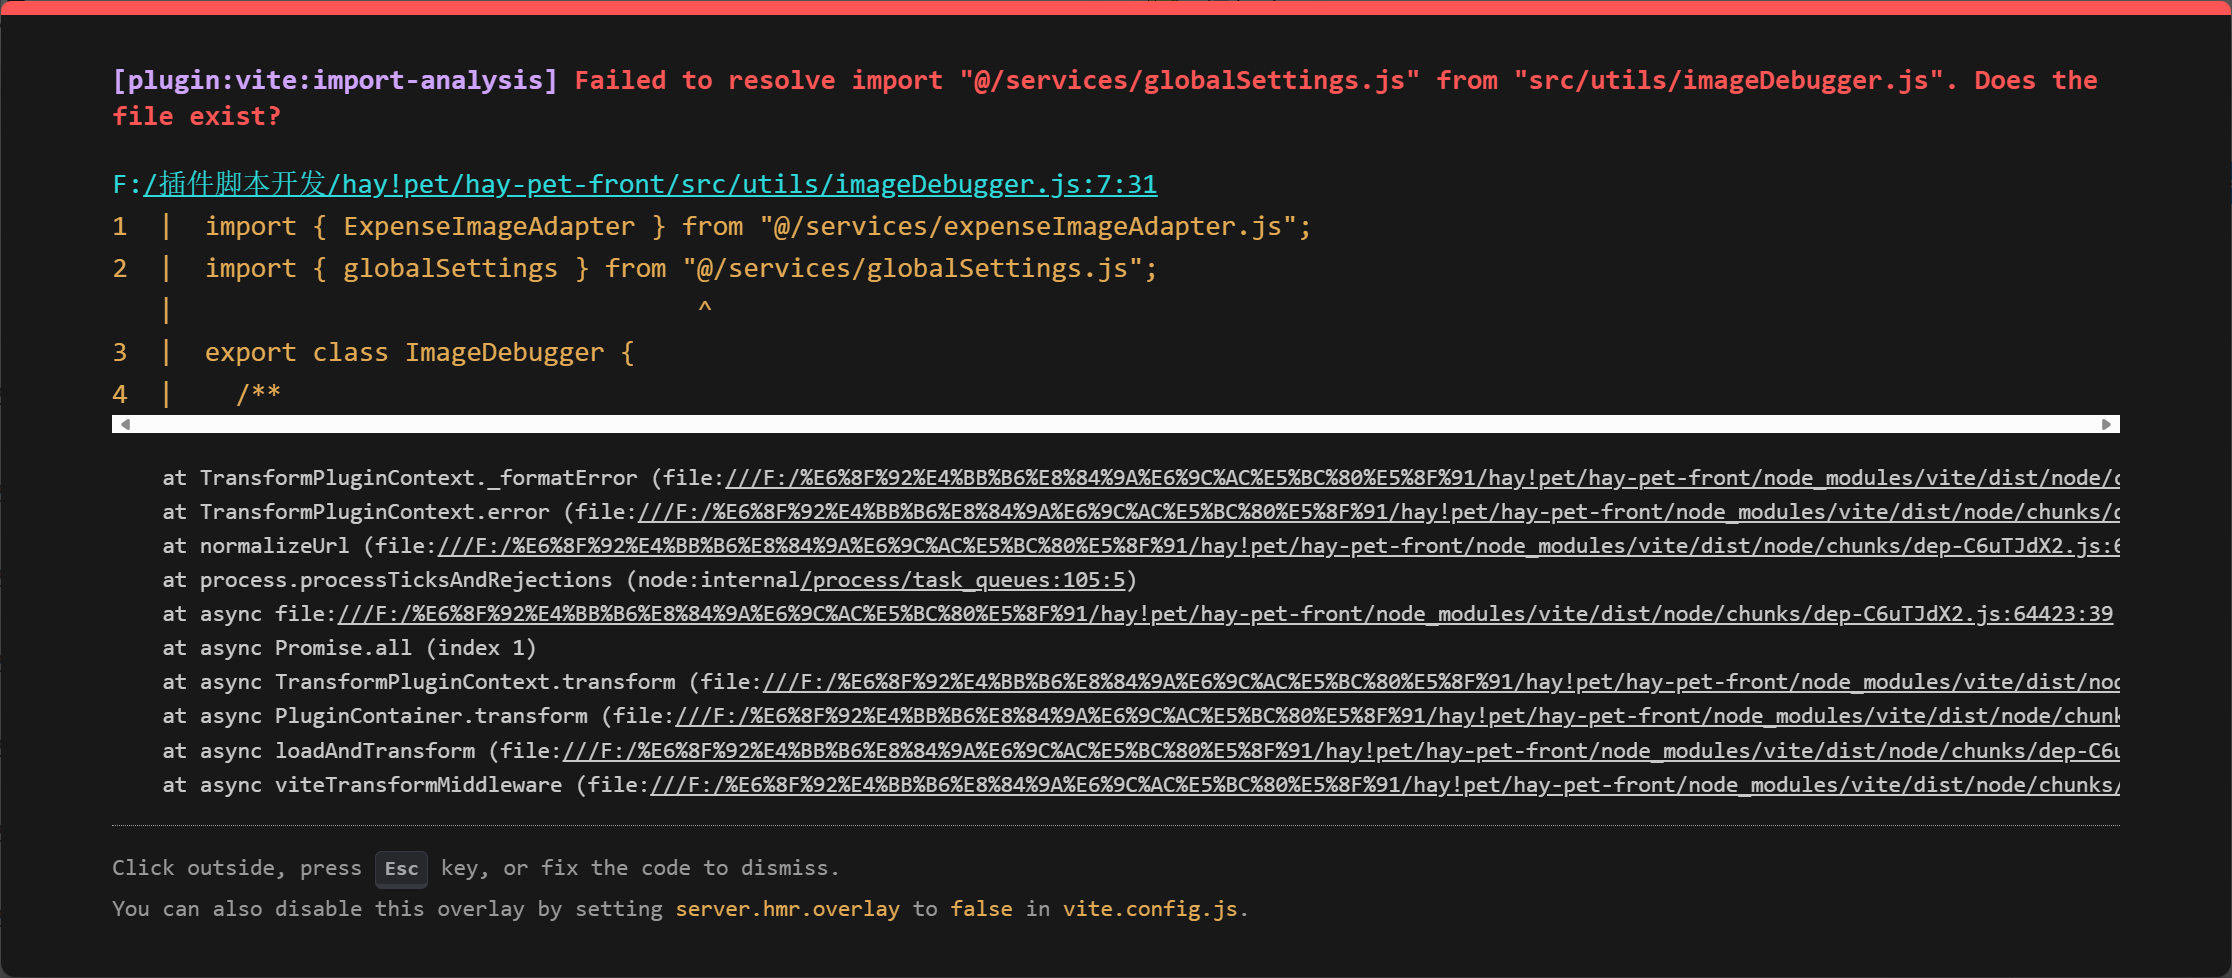 [plugin:vite:import-analysis] Failed to resolve import "@/services/globalSettings.js" from "src/utils/imageDebugger.js". Does the
file exist?
F:/插件脚本开发/hay!pet/hay-pet-front/src/utils/imageDebugger.js:7:31
1  |  import { ExpenseImageAdapter } from "@/services/expenseImageAdapter.js";
2  |  import { globalSettings } from "@/services/globalSettings.js";
   |                                  ^
3  |  export class ImageDebugger {
4  |    /**
at TransformPluginContext._formatError (file:///F:/%E6%8F%92%E4%BB%B6%E8%84%9A%E6%9C%AC%E5%BC%80%E5%8F%91/hay!pet/hay-pet-front/node_modules/vite/dist/node/c
at TransformPluginContext.error (file:///F:/%E6%8F%92%E4%BB%B6%E8%84%9A%E6%9C%AC%E5%BC%80%E5%8F%91/hay!pet/hay-pet-front/node_modules/vite/dist/node/chunks/d
at normalizeUrl (file:///F:/%E6%8F%92%E4%BB%B6%E8%84%9A%E6%9C%AC%E5%BC%80%E5%8F%91/hay!pet/hay-pet-front/node_modules/vite/dist/node/chunks/dep-C6uTJdX2.js:6
at process.processTicksAndRejections (node:internal/process/task_queues:105:5)
at async file:///F:/%E6%8F%92%E4%BB%B6%E8%84%9A%E6%9C%AC%E5%BC%80%E5%8F%91/hay!pet/hay-pet-front/node_modules/vite/dist/node/chunks/dep-C6uTJdX2.js:64423:39
at async Promise.all (index 1)
at async TransformPluginContext.transform (file:///F:/%E6%8F%92%E4%BB%B6%E8%84%9A%E6%9C%AC%E5%BC%80%E5%8F%91/hay!pet/hay-pet-front/node_modules/vite/dist/noc
at async PluginContainer.transform (file:///F:/%E6%8F%92%E4%BB%B6%E8%84%9A%E6%9C%AC%E5%BC%80%E5%8F%91/hay!pet/hay-pet-front/node_modules/vite/dist/node/chunk
at async loadAndTransform (file:///F:/%E6%8F%92%E4%BB%B6%E8%84%9A%E6%9C%AC%E5%BC%80%E5%8F%91/hay!pet/hay-pet-front/node_modules/vite/dist/node/chunks/dep-C6u
at async viteTransformMiddleware (file:///F:/%E6%8F%92%E4%BB%B6%E8%84%9A%E6%9C%AC%E5%BC%80%E5%8F%91/hay!pet/hay-pet-front/node_modules/vite/dist/node/chunks/
Click outside, press Esc key, or fix the code to dismiss.
You can also disable this overlay by setting server.hmr.overlay to false in vite.config.js.